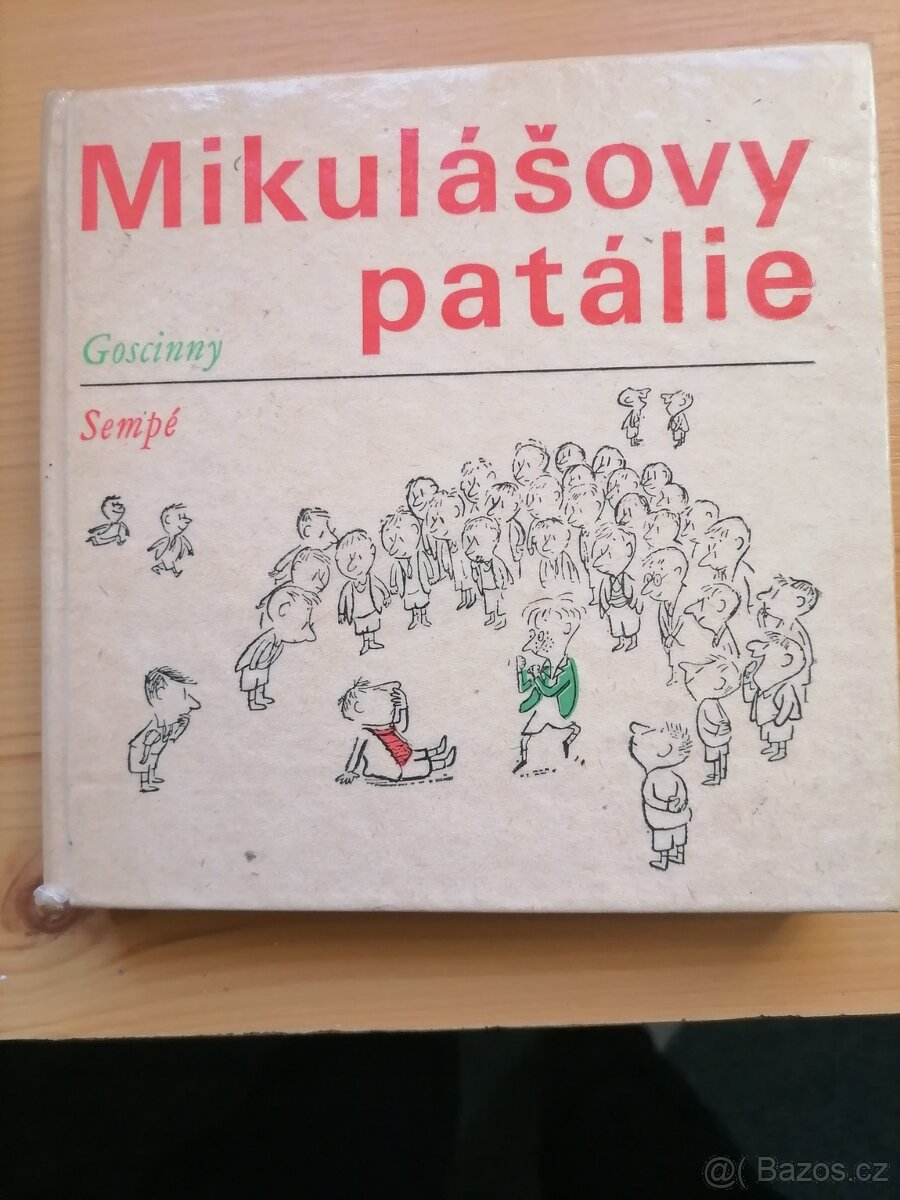 Mikulášovy
patálie
Goscinny
Sempé
@( Bazos.cz